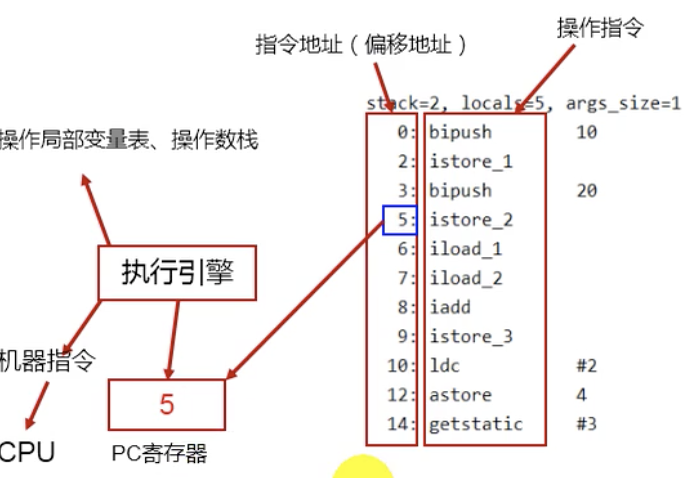 操作指令
指令地址（偏移地址）
stack=2, locals=5, args_size=1
0: bipush 10
2: istore_1
3: bipush 20
5: istore_2
6: iload_1
7: iload_2
8: iadd
9: istore_3
10: ldc #2
12: astore 4
14: getstatic #3
操作局部变量表、操作数栈
执行引擎
机器指令
5
CPU
PC寄存器